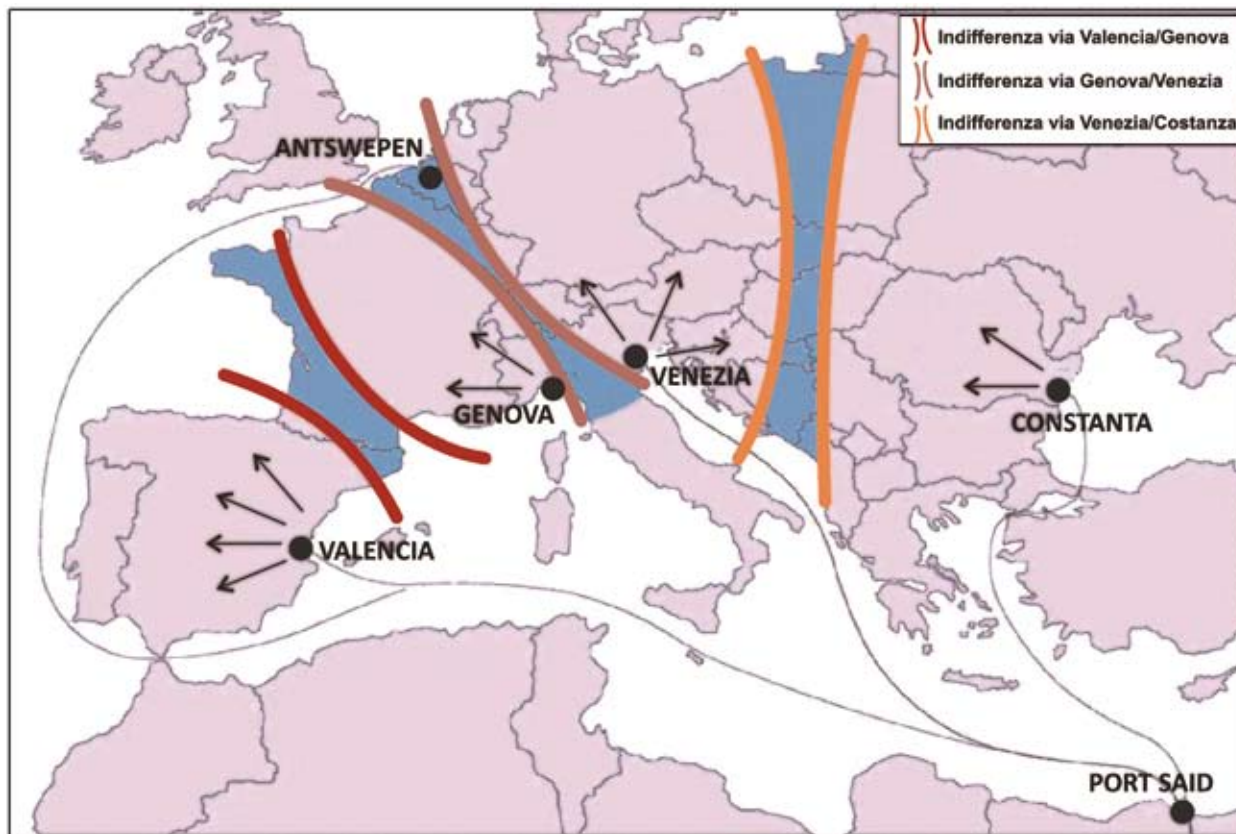 Indifferenza via Valencia/Genova
Indifferenza via Genova/Venezia
Indifferenza via Venezia/Costanza
ANTSWEPEN
VENEZIA
GENOVA
CONSTANTA
VALENCIA
PORT SAID